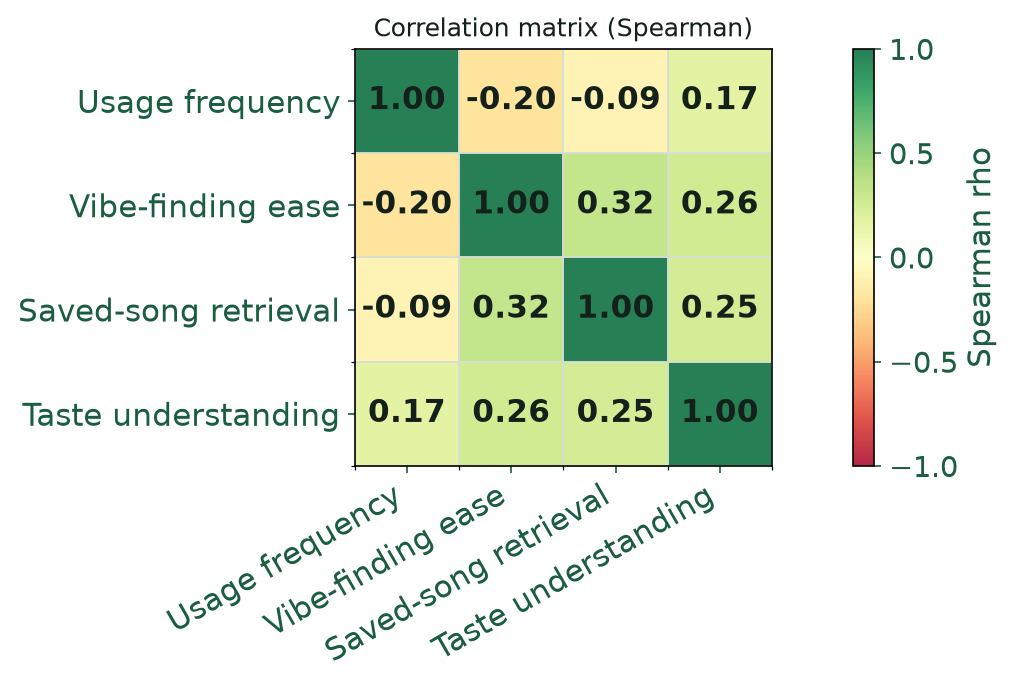 Correlation matrix (Spearman)
Usage frequency 1.00 -0.20 -0.09 0.17
Vibe-finding ease -0.20 1.00 0.32 0.26
Saved-song retrieval -0.09 0.32 1.00 0.25
Taste understanding 0.17 0.26 0.25 1.00
Usage frequency
Vibe-finding ease
Saved-song retrieval
Taste understanding
1.0
0.5
0.0
−0.5
−1.0
Spearman rho